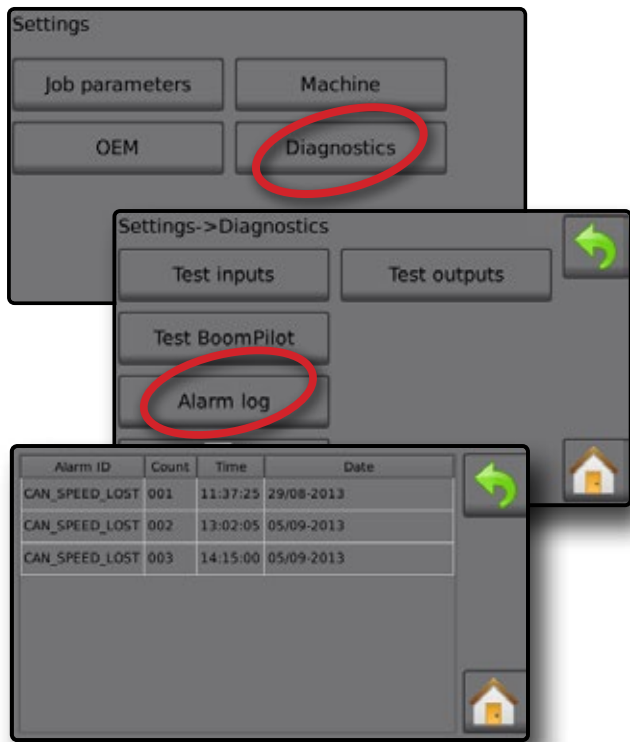 Settings
Job parameters Machine
OEM Diagnostics
Settings->Diagnostics
Test inputs Test outputs
Test BoomPilot
Alarm log
Alarm ID Count Time Date
CAN_SPEED_LOST 001 11:37:25 29/08-2013
CAN_SPEED_LOST 002 13:02:05 05/09-2013
CAN_SPEED_LOST 003 14:15:00 05/09-2013